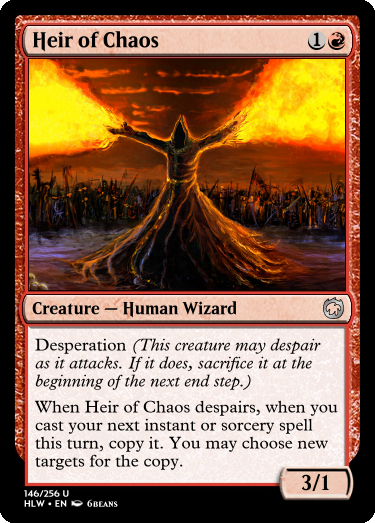 Heir of Chaos 1
Creature — Human Wizard
Desperation (This creature may despair
as it attacks. If it does, sacrifice it at the
beginning of the next end step.)
When Heir of Chaos despairs, when you
cast your next instant or sorcery spell
this turn, copy it. You may choose new
targets for the copy.
3/1
146/256 U
HLW • EN 6BEANS